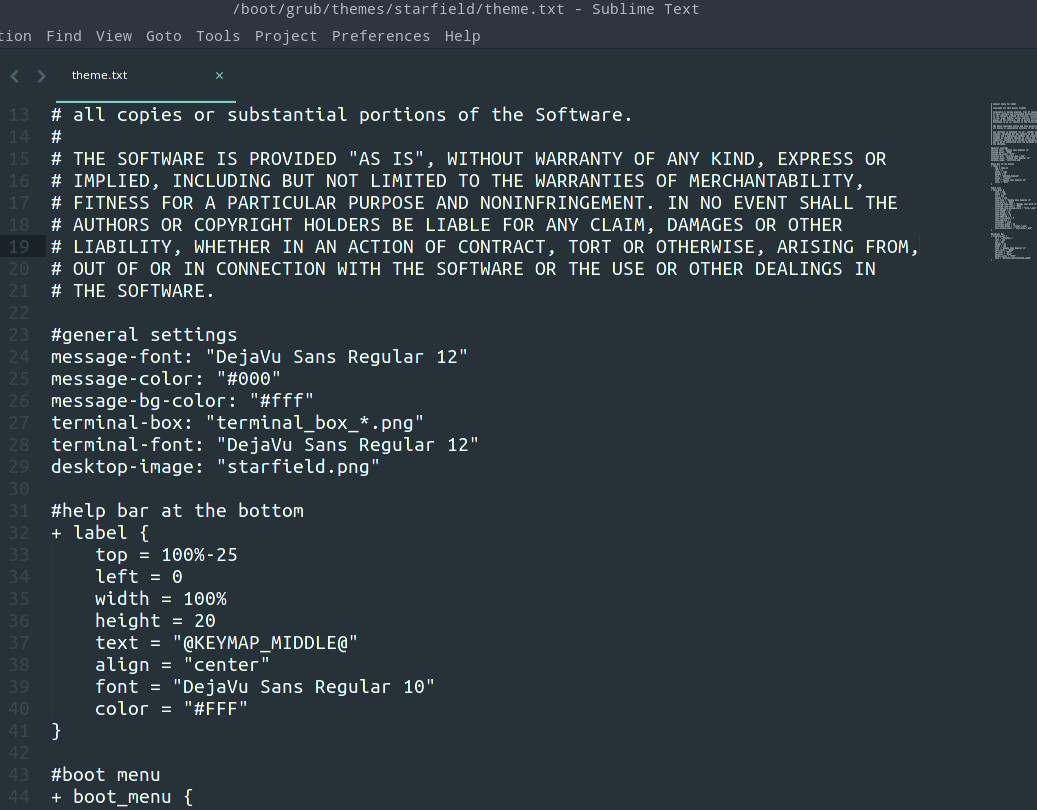 /boot/grub/themes/starfield/theme.txt - Sublime Text
tion Find View Goto Tools Project Preferences Help
theme.txt ×
13 # all copies or substantial portions of the Software.
14 #
15 # THE SOFTWARE IS PROVIDED "AS IS", WITHOUT WARRANTY OF ANY KIND, EXPRESS OR
16 # IMPLIED, INCLUDING BUT NOT LIMITED TO THE WARRANTIES OF MERCHANTABILITY,
17 # FITNESS FOR A PARTICULAR PURPOSE AND NONINFRINGEMENT. IN NO EVENT SHALL THE
18 # AUTHORS OR COPYRIGHT HOLDERS BE LIABLE FOR ANY CLAIM, DAMAGES OR OTHER
19 # LIABILITY, WHETHER IN AN ACTION OF CONTRACT, TORT OR OTHERWISE, ARISING FROM,
20 # OUT OF OR IN CONNECTION WITH THE SOFTWARE OR THE USE OR OTHER DEALINGS IN
21 # THE SOFTWARE.
22
23 #general settings
24 message-font: "DejaVu Sans Regular 12"
25 message-color: "#000"
26 message-bg-color: "#fff"
27 terminal-box: "terminal_box_*.png"
28 terminal-font: "DejaVu Sans Regular 12"
29 desktop-image: "starfield.png"
30
31 #help bar at the bottom
32 + label {
33     top = 100%-25
34     left = 0
35     width = 100%
36     height = 20
37     text = "@KEYMAP_MIDDLE@"
38     align = "center"
39     font = "DejaVu Sans Regular 10"
40     color = "#FFF"
41 }
42
43 #boot menu
44 + boot_menu {